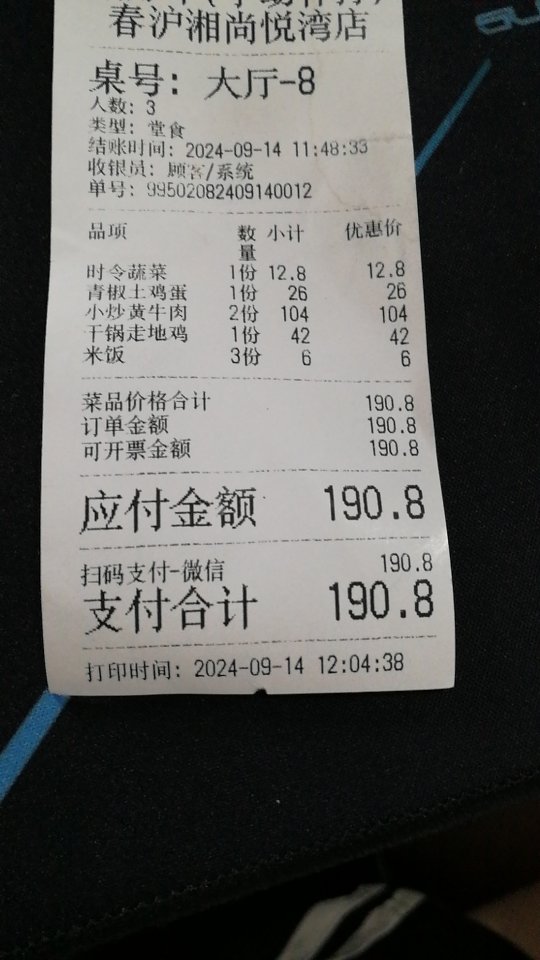 春沪湘尚悦湾店
桌号: 大厅-8
人数: 3
类型: 堂食
结账时间: 2024-09-14 11:48:33
收银员: 顾客/系统
单号: 99502082409140012
品项 数量 小计 优惠价
时令蔬菜 1份 12.8 12.8
青椒土鸡蛋 1份 26 26
小炒黄牛肉 2份 104 104
干锅走地鸡 1份 42 42
米饭 3份 6 6
菜品价格合计 190.8
订单金额 190.8
可开票金额 190.8
应付金额 190.8
扫码支付-微信 190.8
支付合计 190.8
打印时间: 2024-09-14 12:04:38